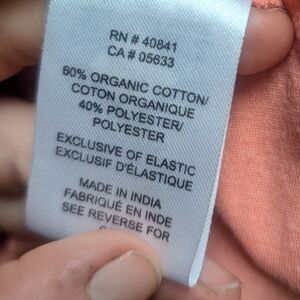 RN # 40841
CA # 05633
60% ORGANIC COTTON/
COTON ORGANIQUE
40% POLYESTER/
POLYESTER
EXCLUSIVE OF ELASTIC
EXCLUSIF D'ÉLASTIQUE
MADE IN INDIA
FABRIQUÉ EN INDE
SEE REVERSE FOR